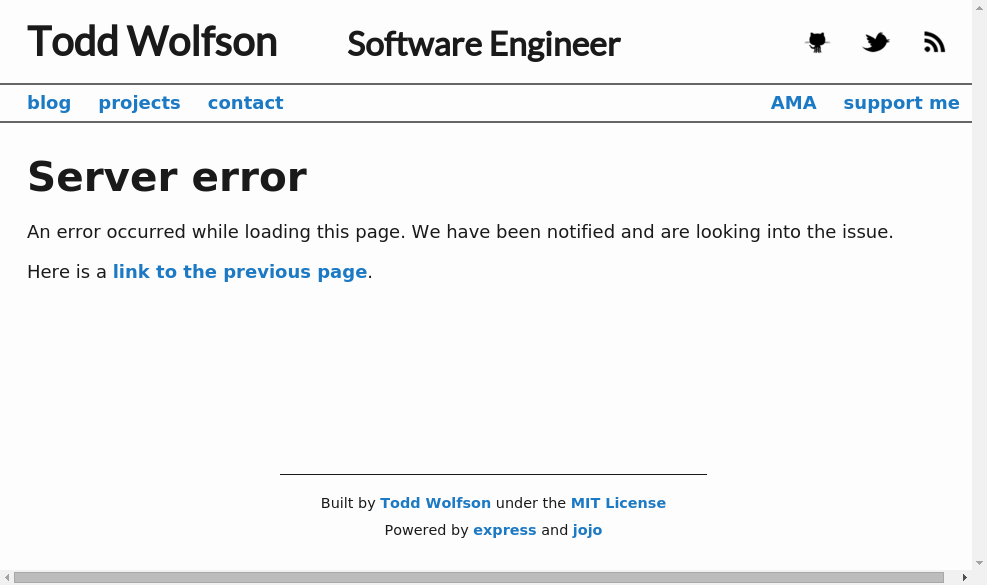 Todd Wolfson Software Engineer
blog projects contact AMA support me
Server error
An error occurred while loading this page. We have been notified and are looking into the issue.
Here is a link to the previous page.
Built by Todd Wolfson under the MIT License
Powered by express and jojo